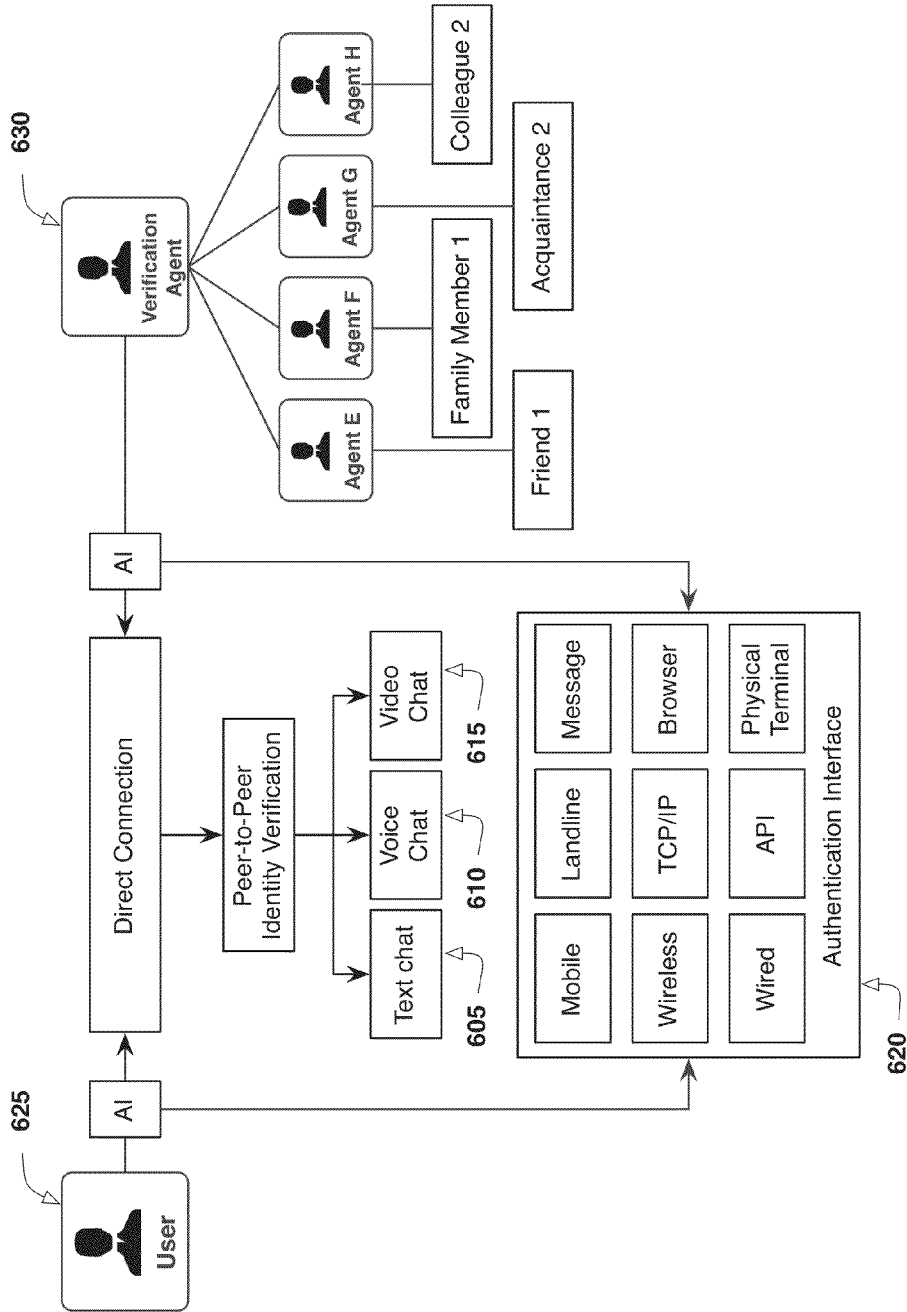 625
User
AI
Direct Connection
AI
630
Verification
Agent
Peer-to-Peer
Identity Verification
Text chat
605
Voice
Chat
610
Video
Chat
615
Agent E
Agent F
Agent G
Agent H
Friend 1
Family Member 1
Acquaintance 2
Colleague 2
Mobile
Landline
Message
Wireless
TCP/IP
Browser
Wired
API
Physical
Terminal
Authentication Interface
620